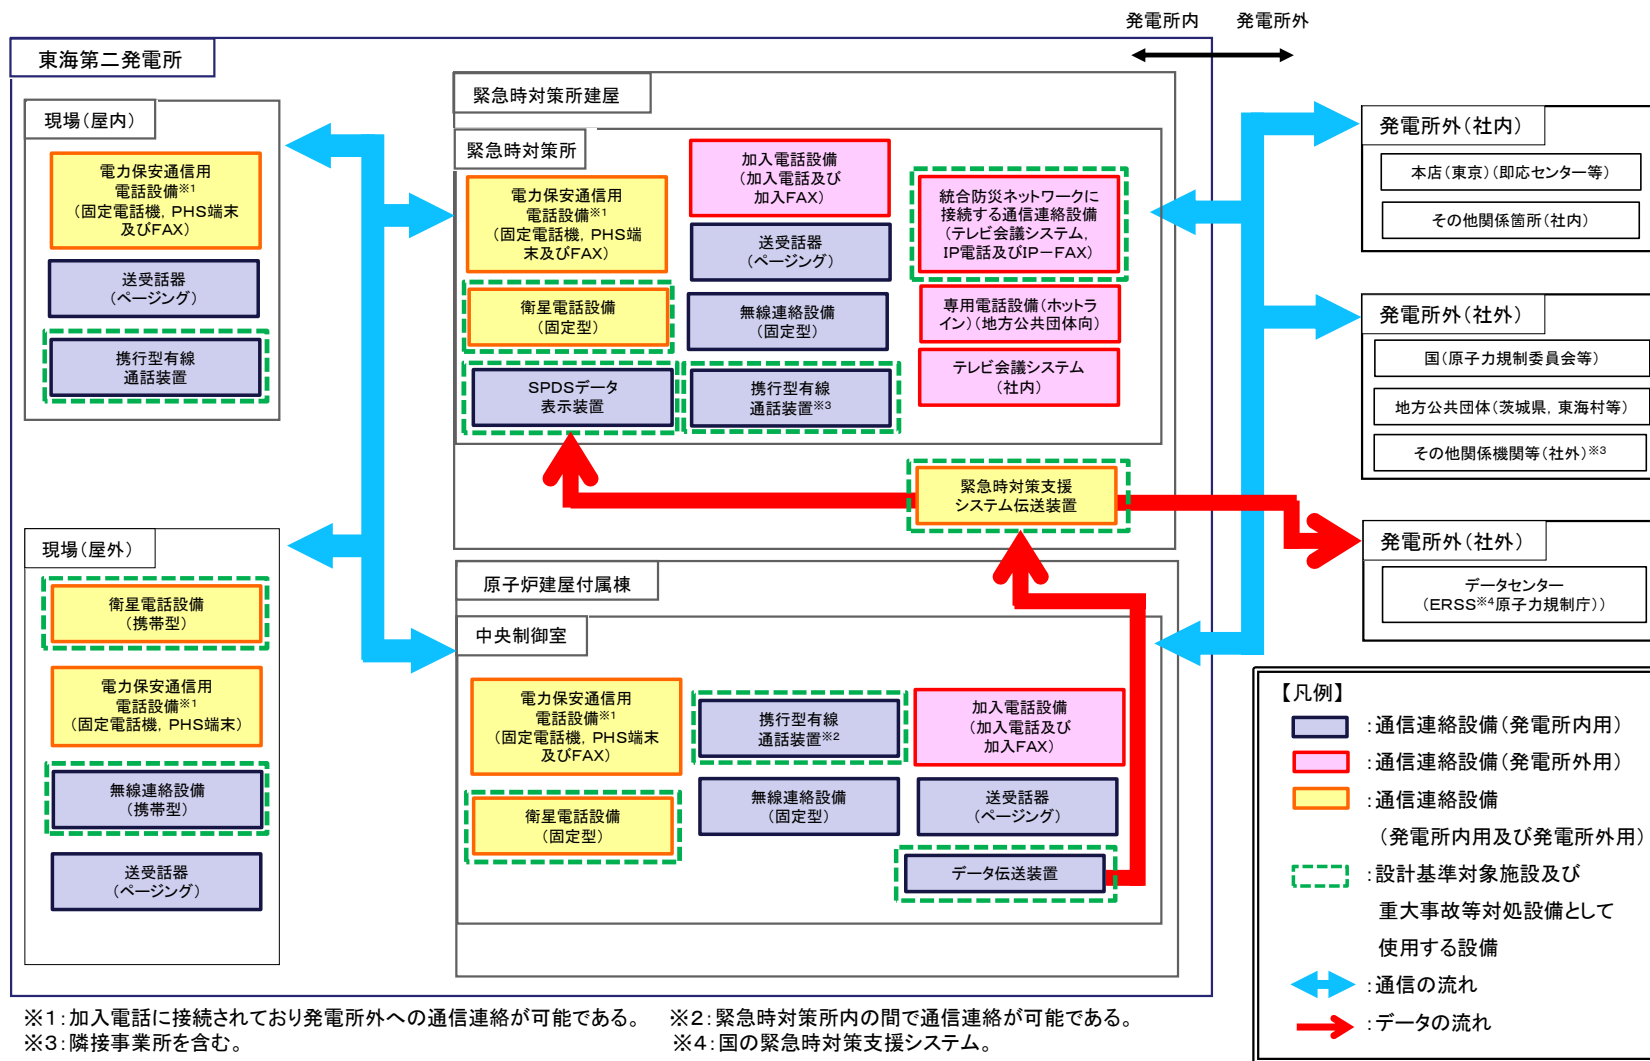 発電所内
発電所外
東海第二発電所
現場(屋内)
電力保安通信用
電話設備※1
(固定電話機, PHS端末
及びFAX)
送受話器
(ページング)
携行型有線
通話装置
現場(屋外)
衛星電話設備
(携帯型)
電力保安通信用
電話設備※1
(固定電話機, PHS端末)
無線連絡設備
(携帯型)
送受話器
(ページング)
緊急時対策所建屋
緊急時対策所
電力保安通信用
電話設備※1
(固定電話機, PHS端
末及びFAX)
衛星電話設備
(固定型)
SPDSデータ
表示装置
加入電話設備
(加入電話及び
加入FAX)
送受話器
(ページング)
無線連絡設備
(固定型)
携行型有線
通話装置※3
統合防災ネットワークに
接続する通信連絡設備
(テレビ会議システム,
IP電話及びIP-FAX)
専用電話設備(ホットラ
イン)(地方公共団体向)
テレビ会議システム
(社内)
緊急時対策支援
システム伝送装置
原子炉建屋付属棟
中央制御室
電力保安通信用
電話設備※1
(固定電話機, PHS端末
及びFAX)
衛星電話設備
(固定型)
携行型有線
通話装置※2
無線連絡設備
(固定型)
加入電話設備
(加入電話及び
加入FAX)
送受話器
(ページング)
データ伝送装置
発電所外(社内)
本店(東京)(即応センター等)
その他関係箇所(社内)
発電所外(社外)
国(原子力規制委員会等)
地方公共団体(茨城県, 東海村等)
その他関係機関等(社外)※3
発電所外(社外)
データセンター
(ERSS※4原子力規制庁))
【凡例】
:通信連絡設備(発電所内用)
:通信連絡設備(発電所外用)
:通信連絡設備
(発電所内用及び発電所外用)
:設計基準対象施設及び
重大事故等対処設備として
使用する設備
:通信の流れ
:データの流れ
※1:加入電話に接続されており発電所外への通信連絡が可能である。
※2:緊急時対策所内の間で通信連絡が可能である。
※3:隣接事業所を含む。
※4:国の緊急時対策支援システム。